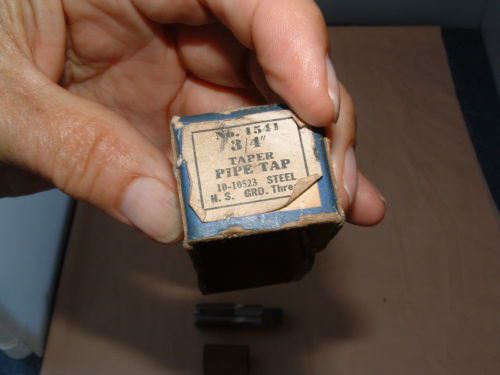 No. 1541
3/4"
TAPER
PIPE TAP
10-10523 STEEL
H. S. GRD. Thre